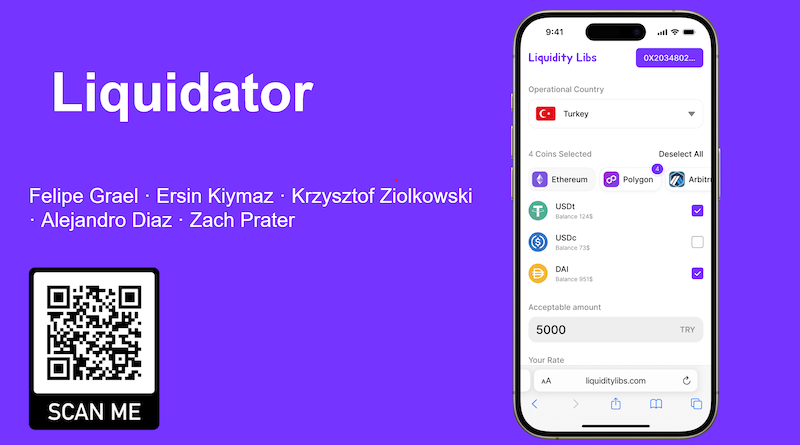 Liquidator
Felipe Grael · Ersin Kiymaz · Krzysztof Ziolkowski
· Alejandro Diaz · Zach Prater
SCAN ME
9:41
Liquidity Libs
0X2034802...
Operational Country
Turkey
4 Coins Selected
Deselect All
Ethereum
Polygon
4
Arbitru
USDt
Balance 124$
USDc
Balance 73$
DAI
Balance 951$
Acceptable amount
5000
TRY
Your Rate
AA
liquiditylibs.com